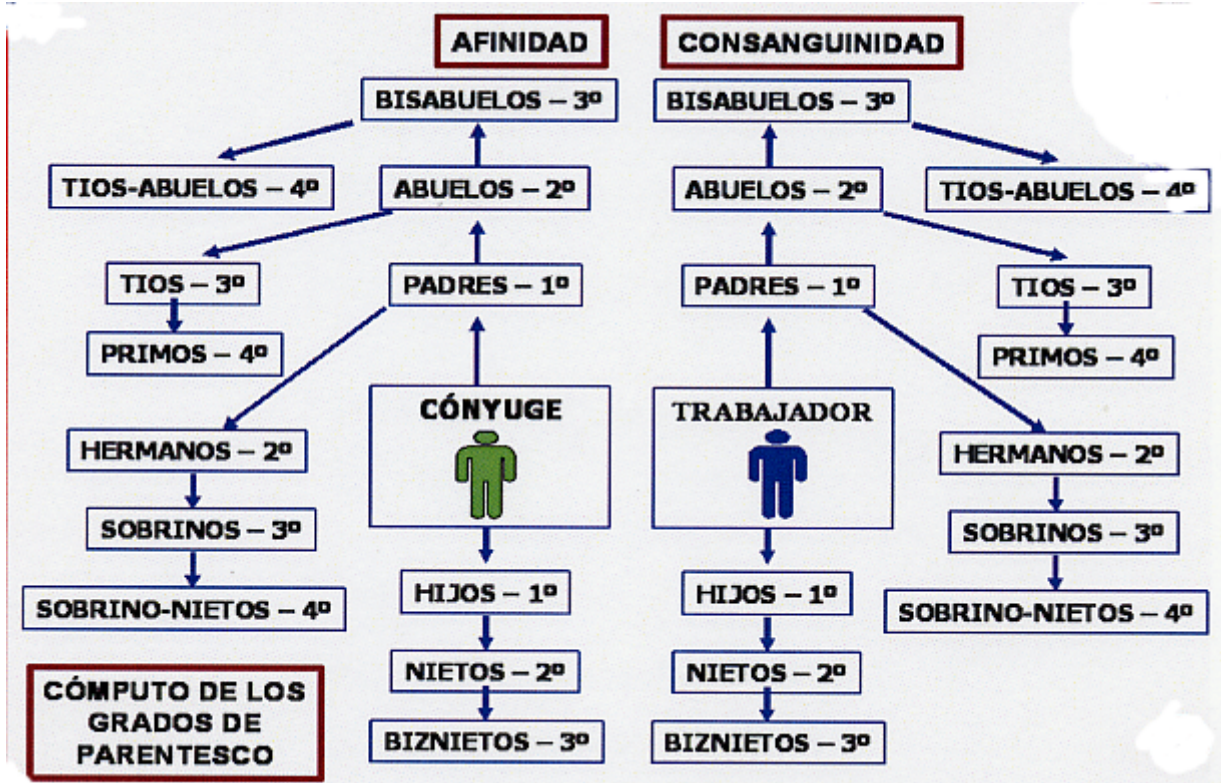 AFINIDAD
CONSANGUINIDAD
BISABUELOS – 3º
BISABUELOS – 3º
TIOS-ABUELOS – 4º
ABUELOS – 2º
ABUELOS – 2º
TIOS-ABUELOS – 4º
TIOS – 3º
PADRES – 1º
PADRES – 1º
TIOS – 3º
PRIMOS – 4º
PRIMOS – 4º
CÓNYUGE
TRABAJADOR
HERMANOS – 2º
HERMANOS – 2º
SOBRINOS – 3º
SOBRINOS – 3º
HIJOS – 1º
HIJOS – 1º
SOBRINO-NIETOS – 4º
SOBRINO-NIETOS – 4º
NIETOS – 2º
NIETOS – 2º
CÓMPUTO DE LOS
GRADOS DE
PARENTESCO
BIZNIETOS – 3º
BIZNIETOS – 3º